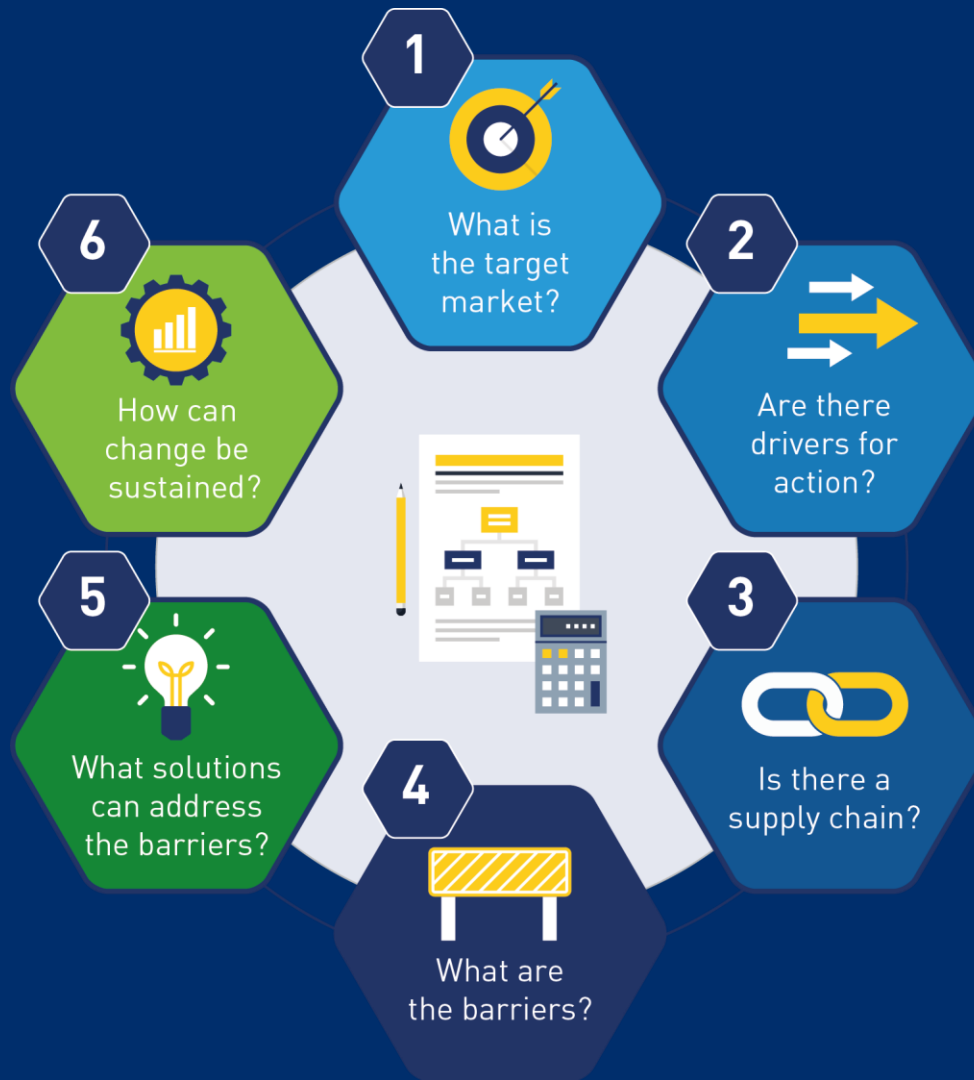 1
What is
the target
market?
2
Are there
drivers for
action?
3
Is there a
supply chain?
4
What are
the barriers?
5
What solutions
can address
the barriers?
6
How can
change be
sustained?